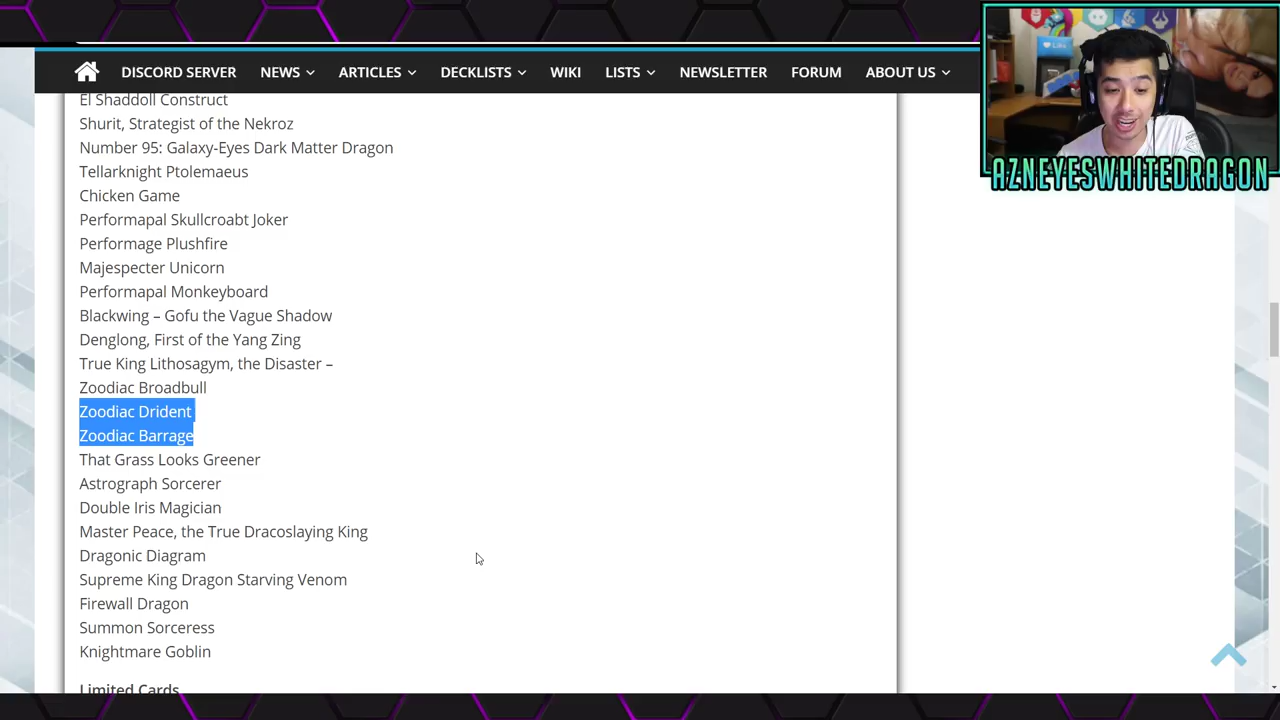 DISCORD SERVER NEWS ARTICLES DECKLISTS WIKI LISTS NEWSLETTER FORUM ABOUT US
AZNEYESWHITEDRAGON
El Shaddoll Construct
Shurit, Strategist of the Nekroz
Number 95: Galaxy-Eyes Dark Matter Dragon
Tellarknight Ptolemaeus
Chicken Game
Performapal Skullcroabt Joker
Performage Plushfire
Majespecter Unicorn
Performapal Monkeyboard
Blackwing – Gofu the Vague Shadow
Denglong, First of the Yang Zing
True King Lithosagym, the Disaster –
Zoodiac Broadbull
Zoodiac Drident
Zoodiac Barrage
That Grass Looks Greener
Astrograph Sorcerer
Double Iris Magician
Master Peace, the True Dracoslaying King
Dragonic Diagram
Supreme King Dragon Starving Venom
Firewall Dragon
Summon Sorceress
Knightmare Goblin
Limited Cards